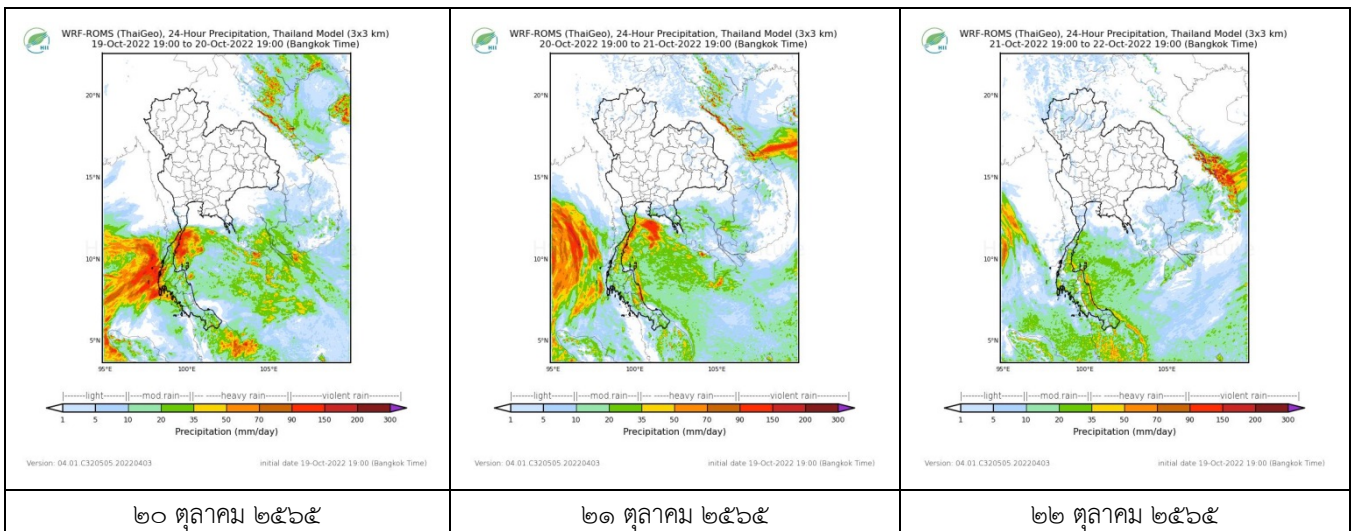 HII
WRF-ROMS (ThaiGeo), 24-Hour Precipitation, Thailand Model (3x3 km)
19-Oct-2022 19:00 to 20-Oct-2022 19:00 (Bangkok Time)
20°N
15°N
10°N
5°N
95°E 100°E 105°E
|------light------||---mod rain---||--- heavy rain------||------violent rain------|
1 5 10 20 35 50 70 90 150 200 300
Precipitation (mm/day)
Version: 04.01.C320505.20220403 initial date 19-Oct-2022 19:00 (Bangkok Time)
๒๐ ตุลาคม ๒๕๖๕
HII
WRF-ROMS (ThaiGeo), 24-Hour Precipitation, Thailand Model (3x3 km)
20-Oct-2022 19:00 to 21-Oct-2022 19:00 (Bangkok Time)
20°N
15°N
10°N
5°N
95°E 100°E 105°E
|------light------||---mod rain---||--- heavy rain------||------violent rain------|
1 5 10 20 35 50 70 90 150 200 300
Precipitation (mm/day)
Version: 04.01.C320505.20220403 initial date 19-Oct-2022 19:00 (Bangkok Time)
๒๑ ตุลาคม ๒๕๖๕
HII
WRF-ROMS (ThaiGeo), 24-Hour Precipitation, Thailand Model (3x3 km)
21-Oct-2022 19:00 to 22-Oct-2022 19:00 (Bangkok Time)
20°N
15°N
10°N
5°N
95°E 100°E 105°E
|------light------||---mod rain---||--- heavy rain------||------violent rain------|
1 5 10 20 35 50 70 90 150 200 300
Precipitation (mm/day)
Version: 04.01.C320505.20220403 initial date 19-Oct-2022 19:00 (Bangkok Time)
๒๒ ตุลาคม ๒๕๖๕